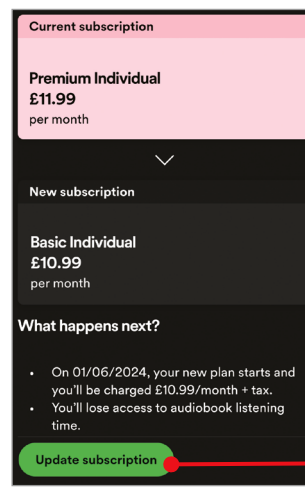 Current subscription
Premium Individual
£11.99
per month
New subscription
Basic Individual
£10.99
per month
What happens next?
• On 01/06/2024, your new plan starts and
you'll be charged £10.99/month + tax.
• You'll lose access to audiobook listening
time.
Update subscription